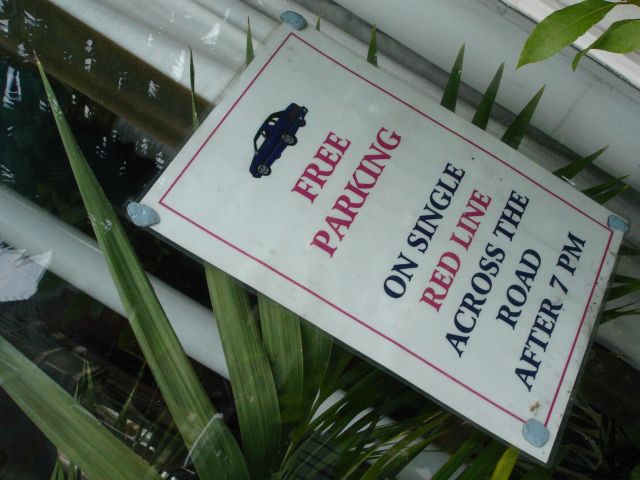 FREE
PARKING
ON SINGLE
RED LINE
ACROSS THE
ROAD
AFTER 7 PM